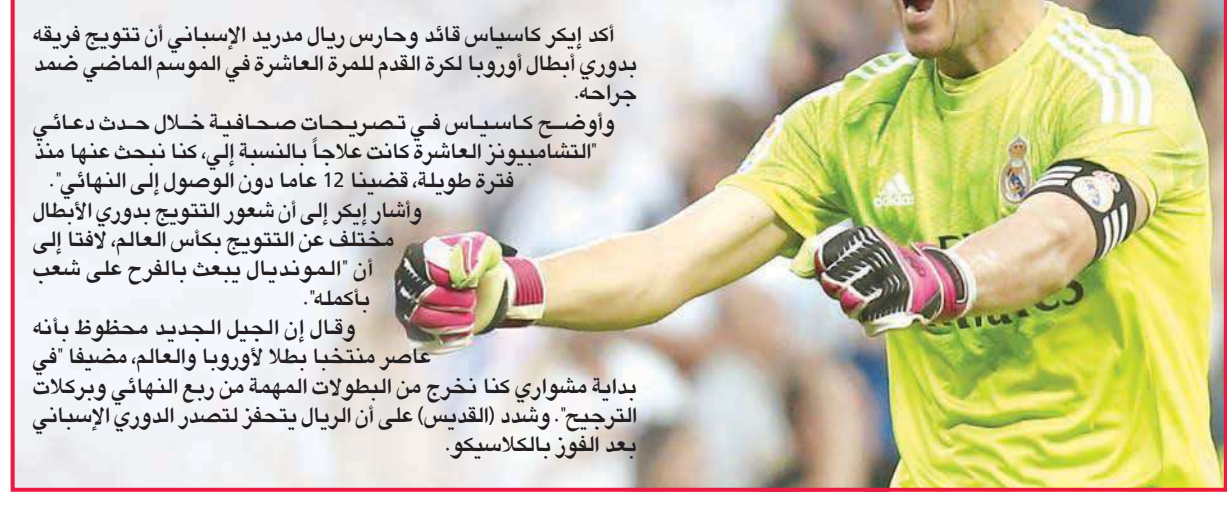 أكد إيكر كاسياس قائد وحارس ريال مدريد الإسباني أن تتويج فريقه
بدوري أبطال أوروبا لكرة القدم للمرة العاشرة في الموسم الماضي ضمد
جراحه.
وأوضح كاسياس في تصريحات صحافية خلال حدث دعائي
"التشامبيونز العاشرة كانت علاجاً بالنسبة إلي، كنا نبحث عنها منذ
فترة طويلة، قضينا 12 عاما دون الوصول إلى النهائي".
وأشار إيكر إلى أن شعور التتويج بدوري الأبطال
مختلف عن التتويج بكأس العالم، لافتا إلى
أن "المونديال يبعث بالفرح على شعب
بأكمله".
وقال إن الجيل الجديد محظوظ بأنه
عاصر منتخبا بطلا لأوروبا والعالم، مضيفا "في
بداية مشواري كنا نخرج من البطولات المهمة من ربع النهائي وبركلات
الترجيح". وشدد (القديس) على أن الريال يتحفز لتصدر الدوري الإسباني
بعد الفوز بالكلاسيكو.
adidas